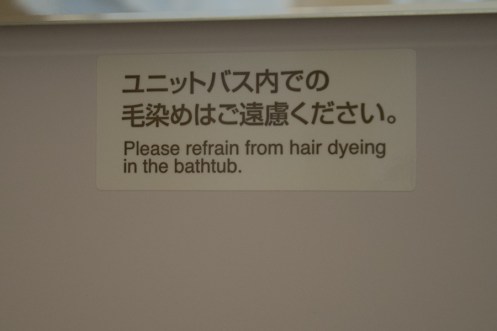 ユニットバス内での
毛染めはご遠慮ください。
Please refrain from hair dyeing
in the bathtub.